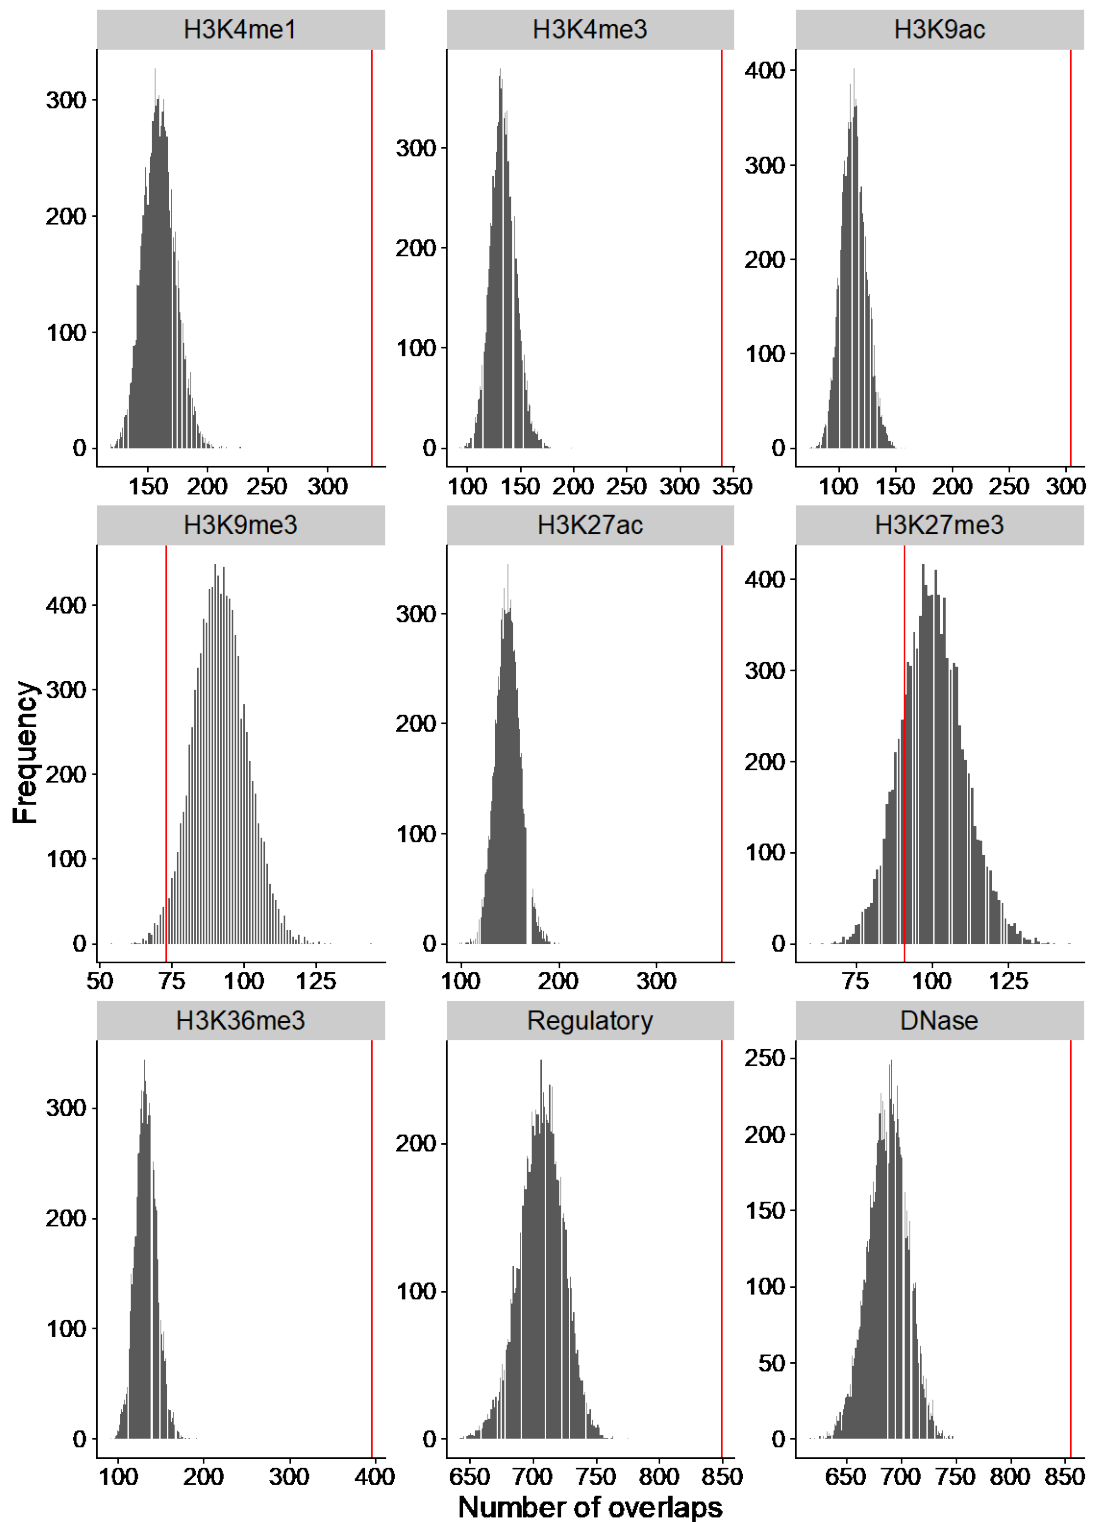 H3K4me1 H3K4me3 H3K9ac
300
200
100
0
150 200 250 300
300
200
100
0
100 150 200 250 300 350
400
300
200
100
0
100 150 200 250 300
H3K9me3 H3K27ac H3K27me3
400
300
200
100
0
50 75 100 125
300
200
100
0
100 200 300
400
300
200
100
0
75 100 125
Frequency
H3K36me3 Regulatory DNase
300
200
100
0
100 200 300 400
200
100
0
650 700 750 800 850
250
200
150
100
50
0
650 700 750 800 850
Number of overlaps